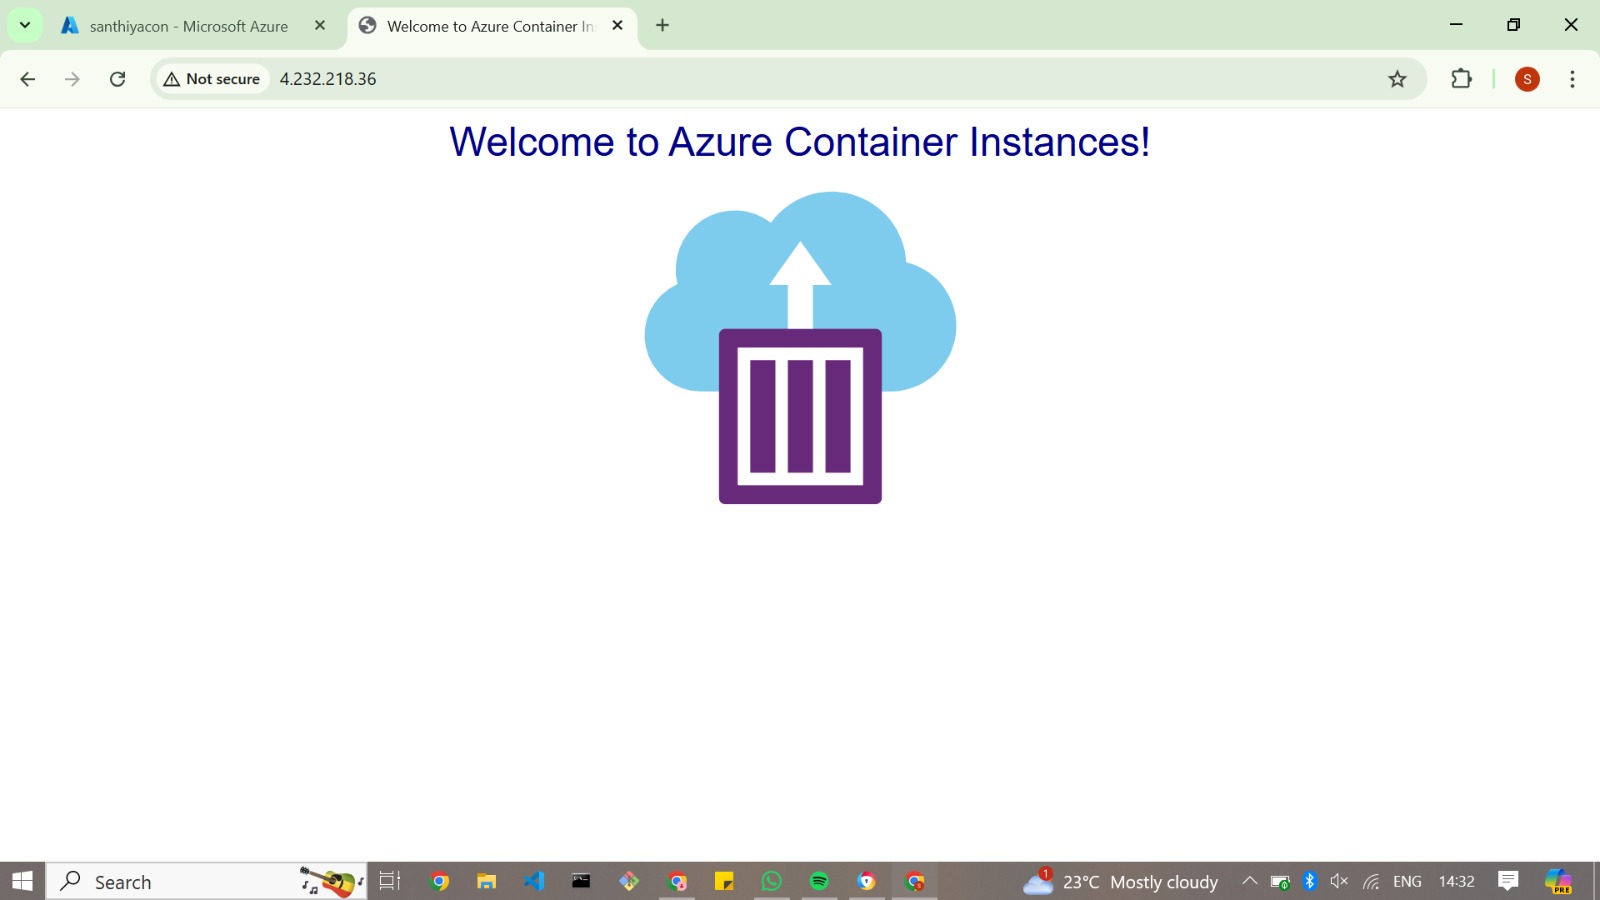 santhiyacon - Microsoft Azure
Welcome to Azure Container In
Not secure
4.232.218.36
S
Welcome to Azure Container Instances!
Search
1
23°C Mostly cloudy
ENG
14:32
PRE